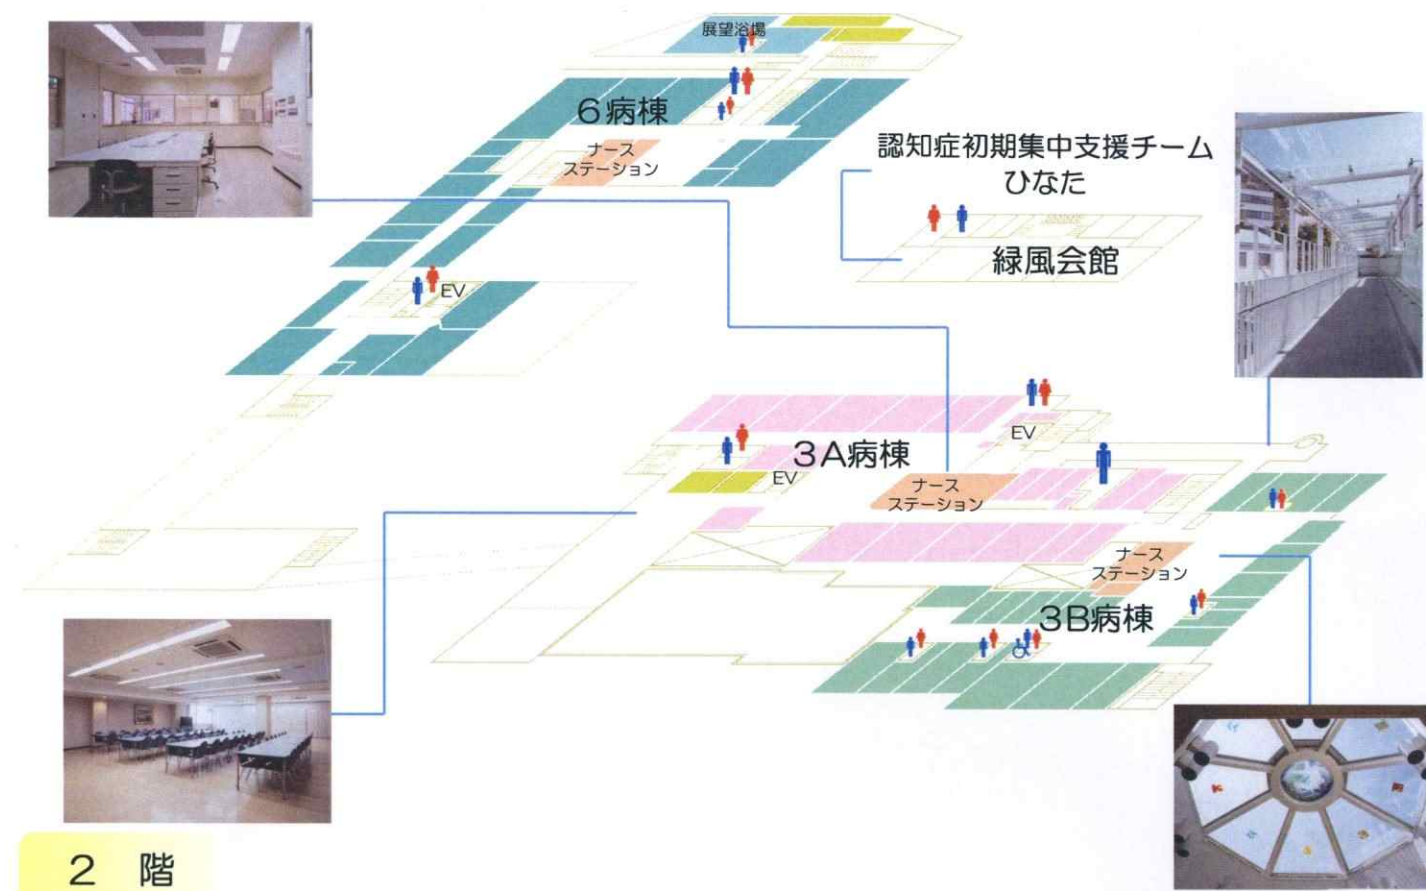 展望浴場
6病棟
ナース
ステーション
認知症初期集中支援チーム
ひなた
緑風会館
EV
3A病棟
EV
EV
ナース
ステーション
ナース
ステーション
3B病棟
2 階